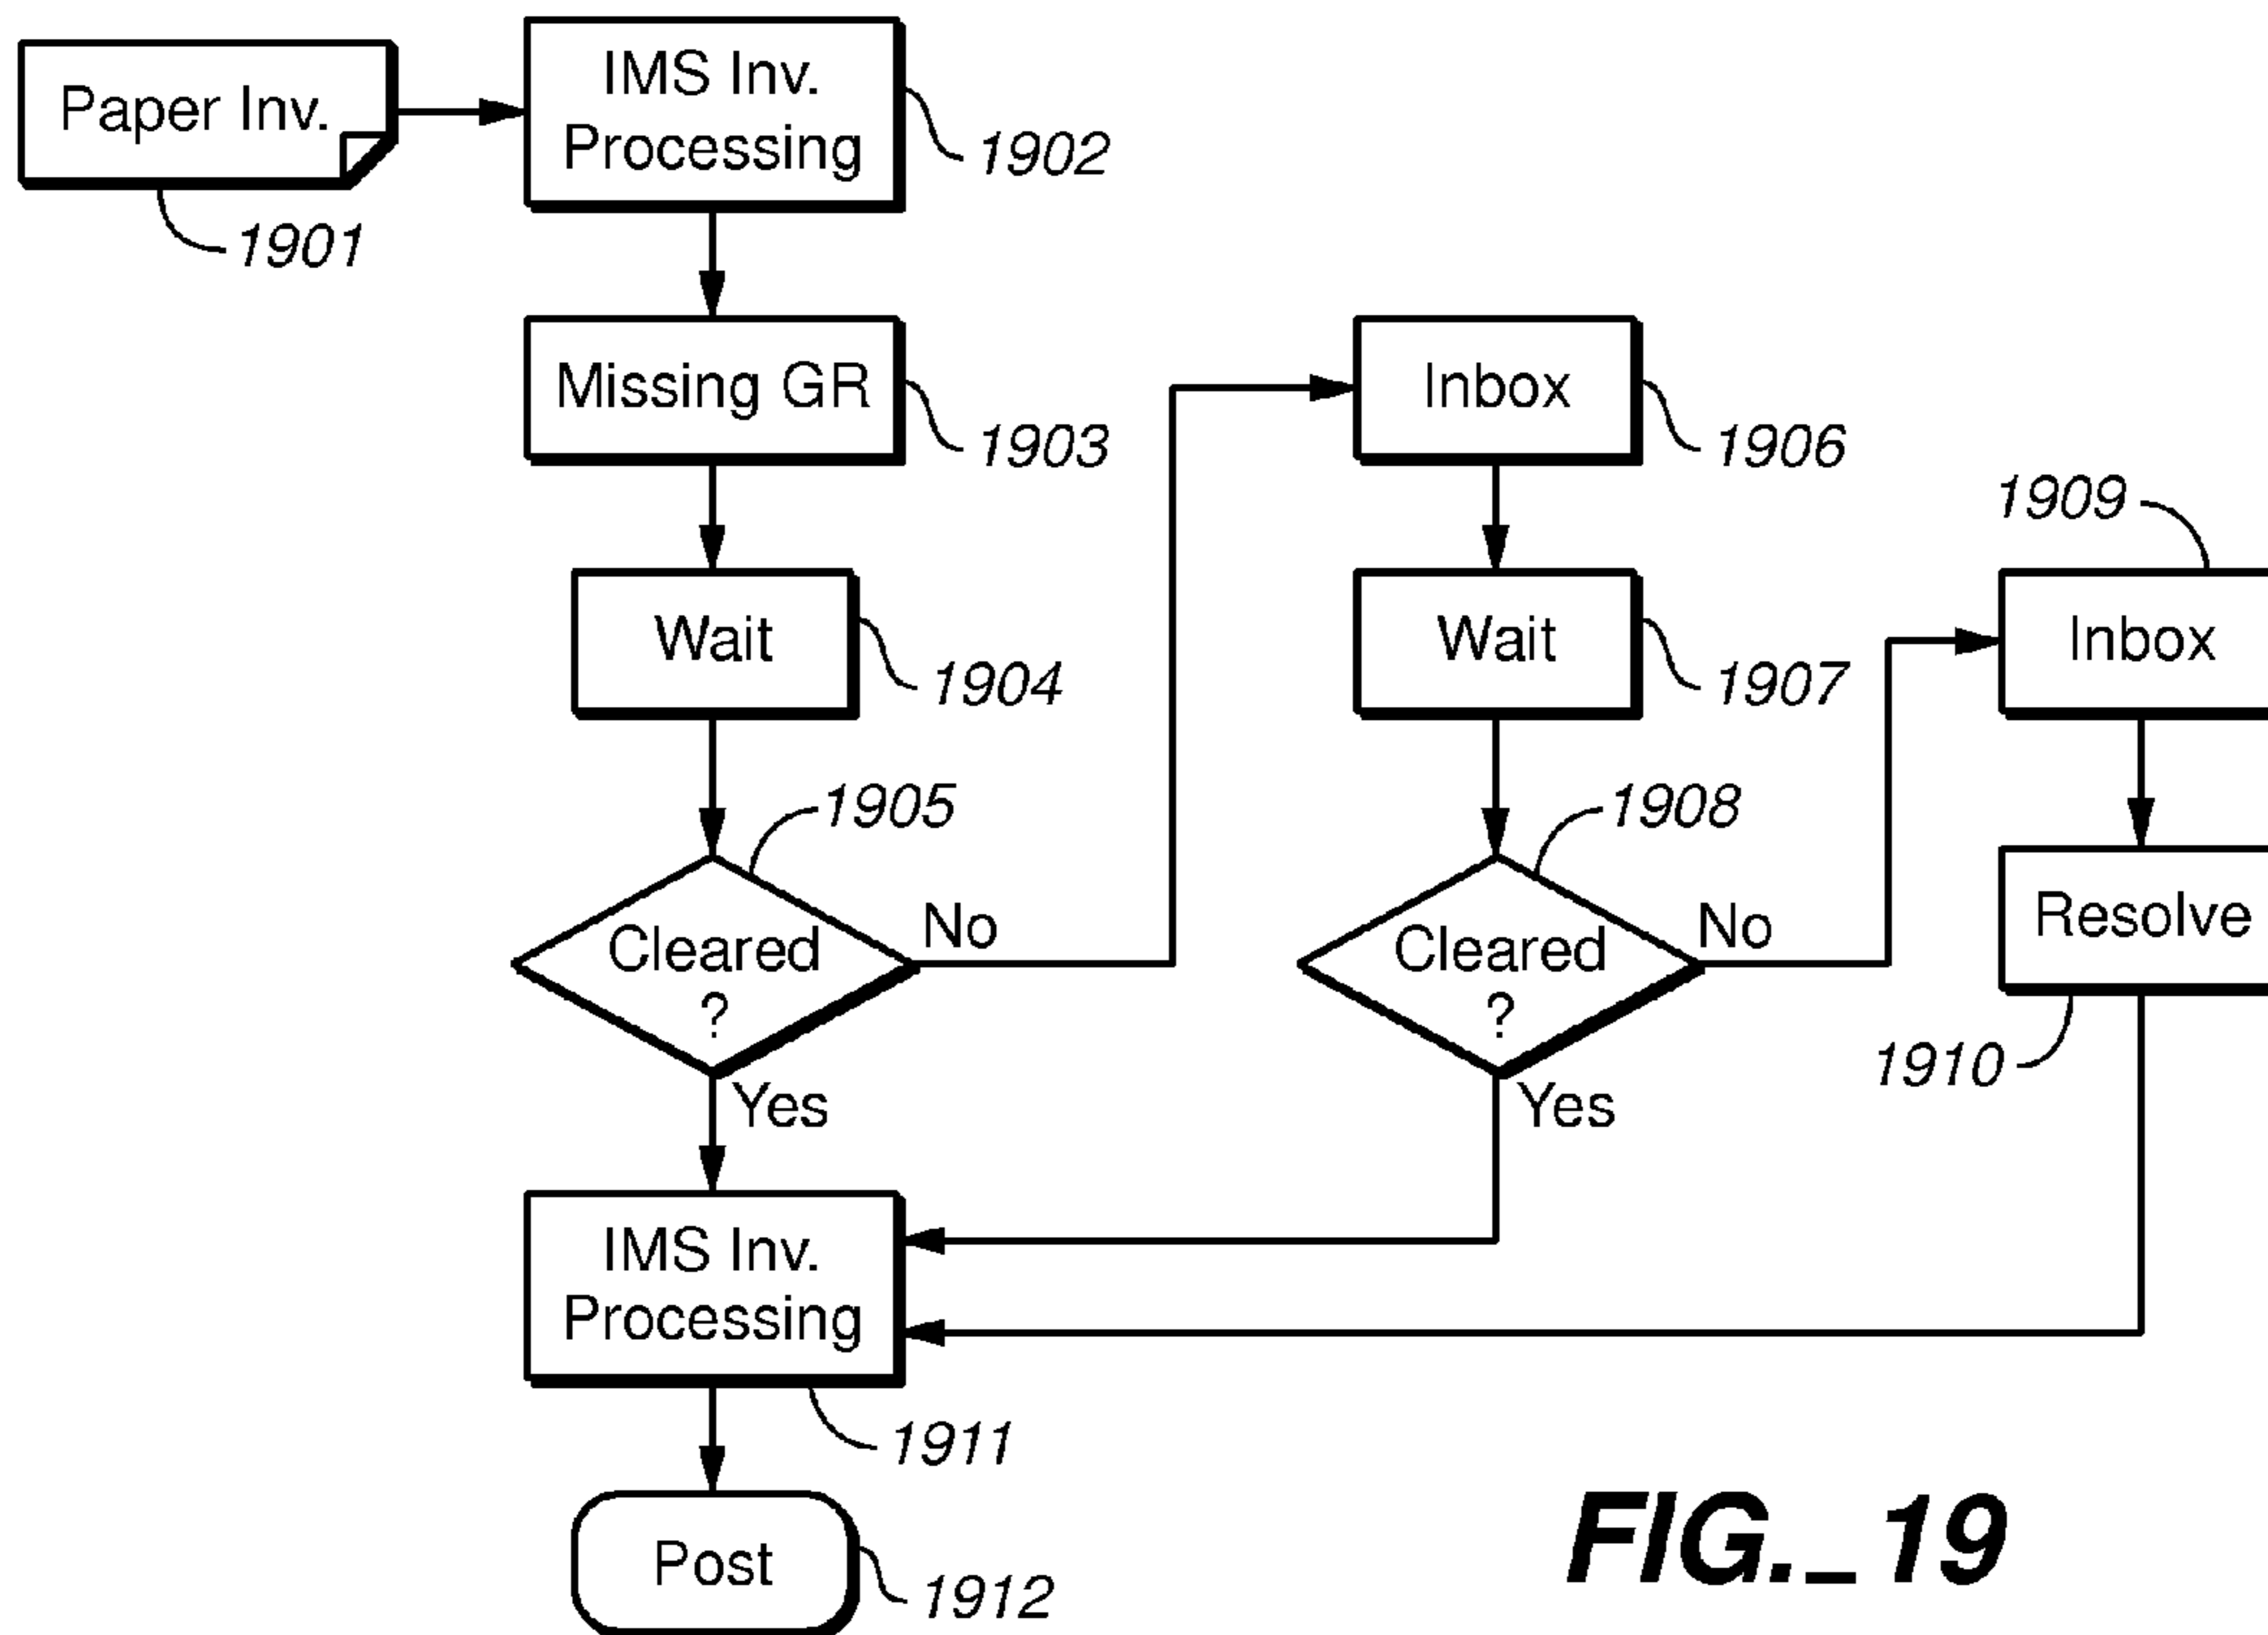 Paper Inv.
1901
IMS Inv.
Processing
1902
Missing GR
1903
Wait
1904
Cleared
?
1905
No
Yes
Inbox
1906
Wait
1907
Cleared
?
1908
No
Yes
Inbox
1909
Resolve
1910
IMS Inv.
Processing
1911
Post
1912
FIG._19